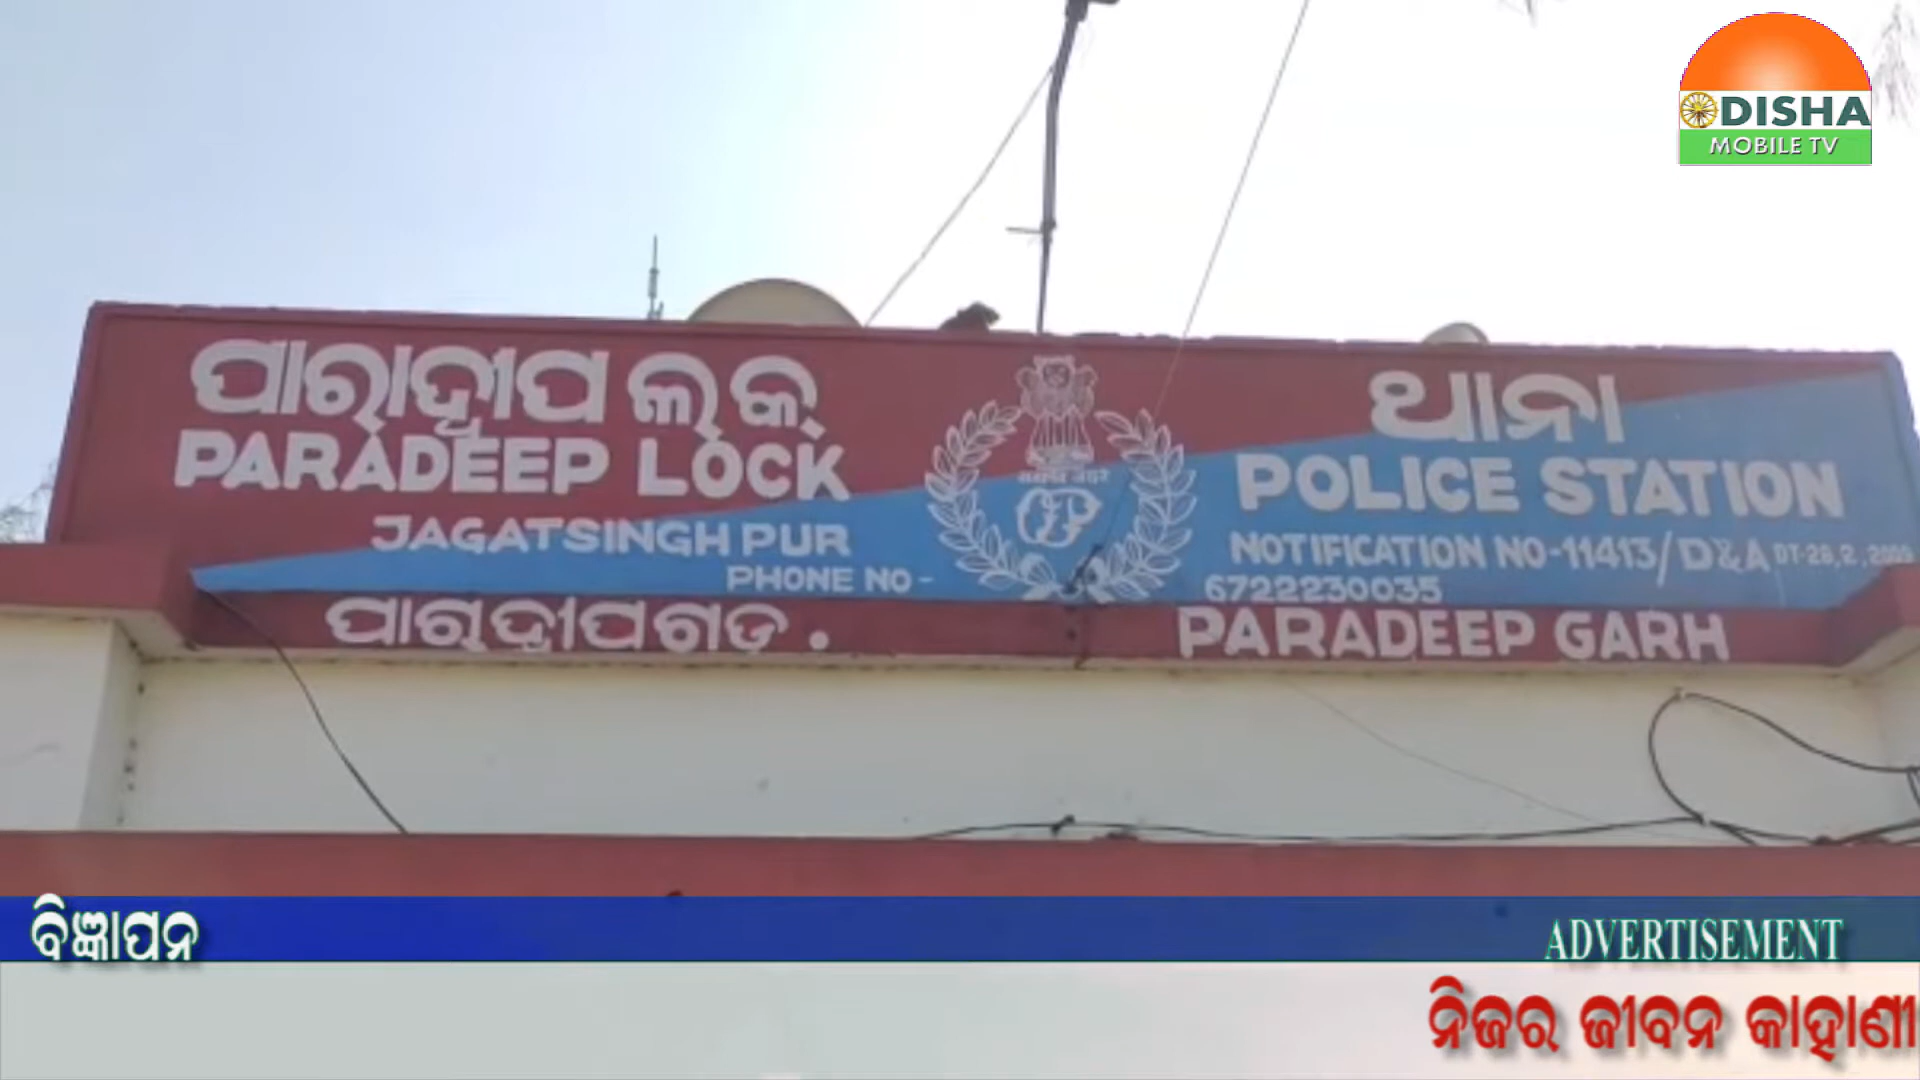 ODISHA
MOBILE TV
ପାରାଦ୍ୱୀପ ଲକ୍ ଥାନା
PARADEEP LOCK POLICE STATION
JAGATSINGHPUR NOTIFICATION NO-11413/D&A DT-26,2,2009
PHONE NO- 6722230035
ପାରାଦ୍ୱୀପଗଡ. PARADEEP GARH
ବିଜ୍ଞାପନ ADVERTISEMENT
ନିଜର ଜୀବନ କାହାଣୀ